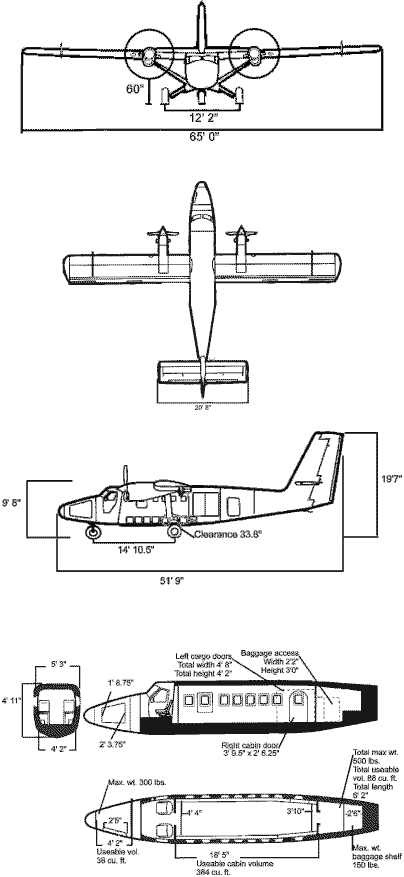 60"
12' 2"
65' 0"
20' 8"
9' 8"
19'7"
Clearance 33.8"
14' 10.5"
51' 9"
5' 3"
4' 11"
4' 2"
1' 8.75"
2' 3.75"
Left cargo doors
Total width 4' 8"
Total height 4' 2"
Baggage access
Width 2'2"
Height 3'0"
Right cabin door
3' 9.5" x 2' 6.25"
Max. wt. 300 lbs.
2'6"
4' 2"
Useable vol.
38 cu. ft.
4' 4"
3'10"
18' 5"
Useable cabin volume
384 cu. ft.
Total max wt.
500 lbs.
Total useable
vol. 88 cu. ft.
Total length
6' 2"
2'6"
Max. wt.
baggage shelf
150 lbs.